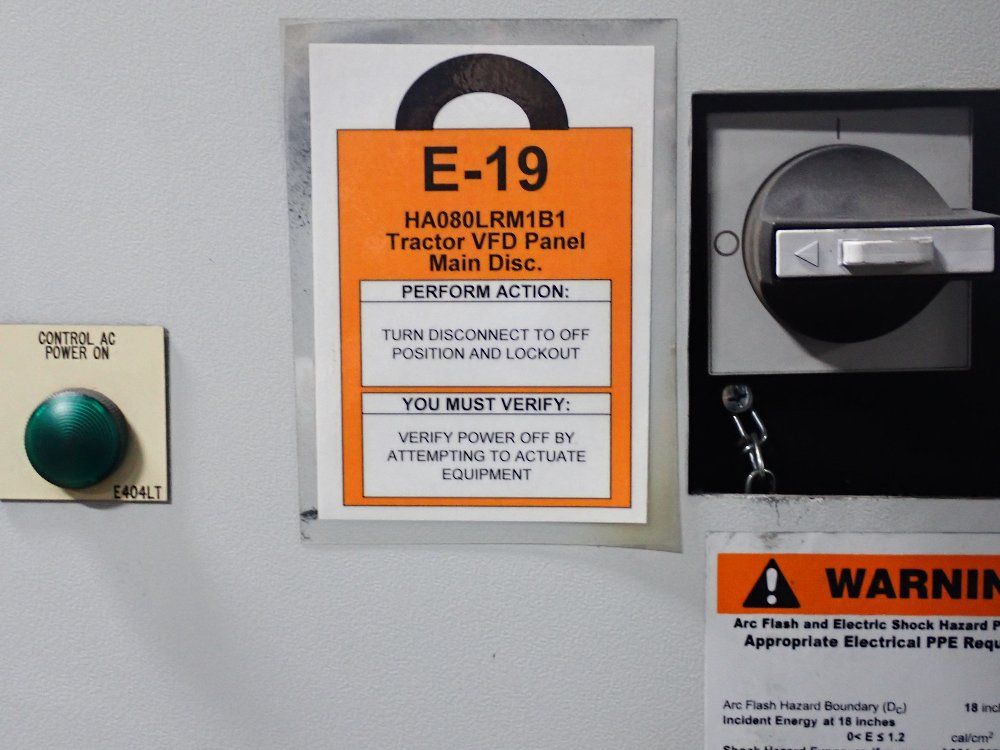 E-19
HA080LRM1B1
Tractor VFD Panel
Main Disc.
PERFORM ACTION:
TURN DISCONNECT TO OFF
POSITION AND LOCKOUT
YOU MUST VERIFY:
VERIFY POWER OFF BY
ATTEMPTING TO ACTUATE
EQUIPMENT
CONTROL AC
POWER ON
E404LT
I
O
WARNIN
Arc Flash and Electric Shock Hazard P
Appropriate Electrical PPE Requ
Arc Flash Hazard Boundary (DC) 18 inch
Incident Energy at 18 inches
0< E ≤ 1.2 cal/cm²